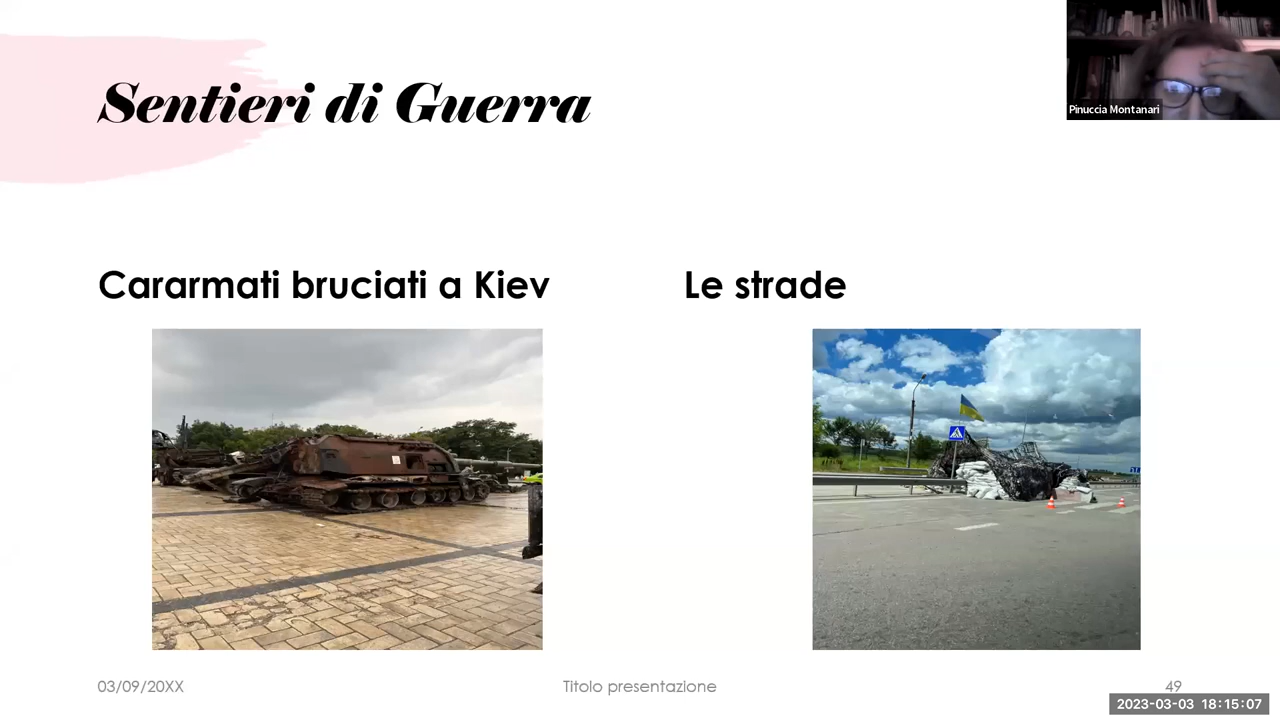 Sentieri di Guerra
Pinuccia Montanari
Cararmati bruciati a Kiev
Le strade
03/09/20XX
Titolo presentazione
49
2023-03-03 18:15:07